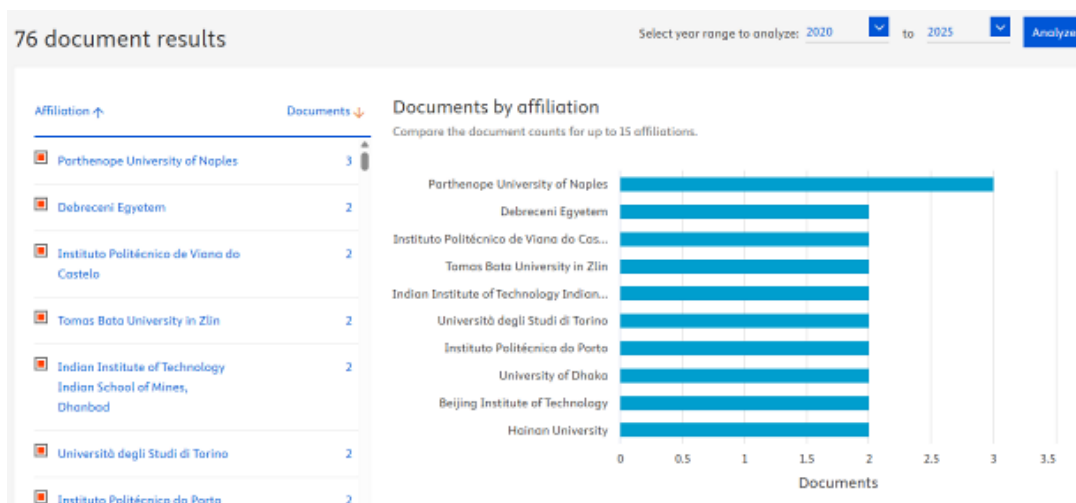 76 document results
Select year range to analyze: 2020 to 2025 Analyze
Affiliation ↑ Documents ↓
Parthenope University of Naples 3
Debreceni Egyetem 2
Instituto Politécnico de Viana do
Castelo 2
Tomas Bata University in Zlin 2
Indian Institute of Technology
Indian School of Mines,
Dhanbad 2
Università degli Studi di Torino 2
Instituto Politécnico do Porto 2
Documents by affiliation
Compare the document counts for up to 15 affiliations.
Parthenope University of Naples
Debreceni Egyetem
Instituto Politécnico de Viana do Cas...
Tomas Bata University in Zlin
Indian Institute of Technology Indian...
Università degli Studi di Torino
Instituto Politécnico do Porto
University of Dhaka
Beijing Institute of Technology
Hainan University
0 0.5 1 1.5 2 2.5 3 3.5
Documents